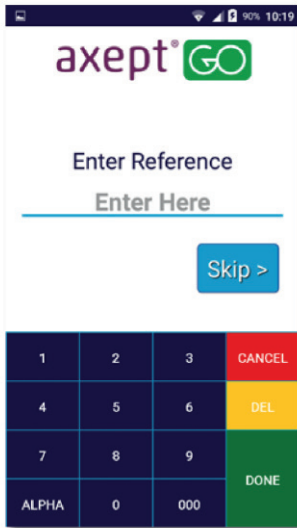 90% 10:19
axept® GO
Enter Reference
Enter Here
Skip >
1 2 3 CANCEL
4 5 6 DEL
7 8 9
DONE
ALPHA 0 000